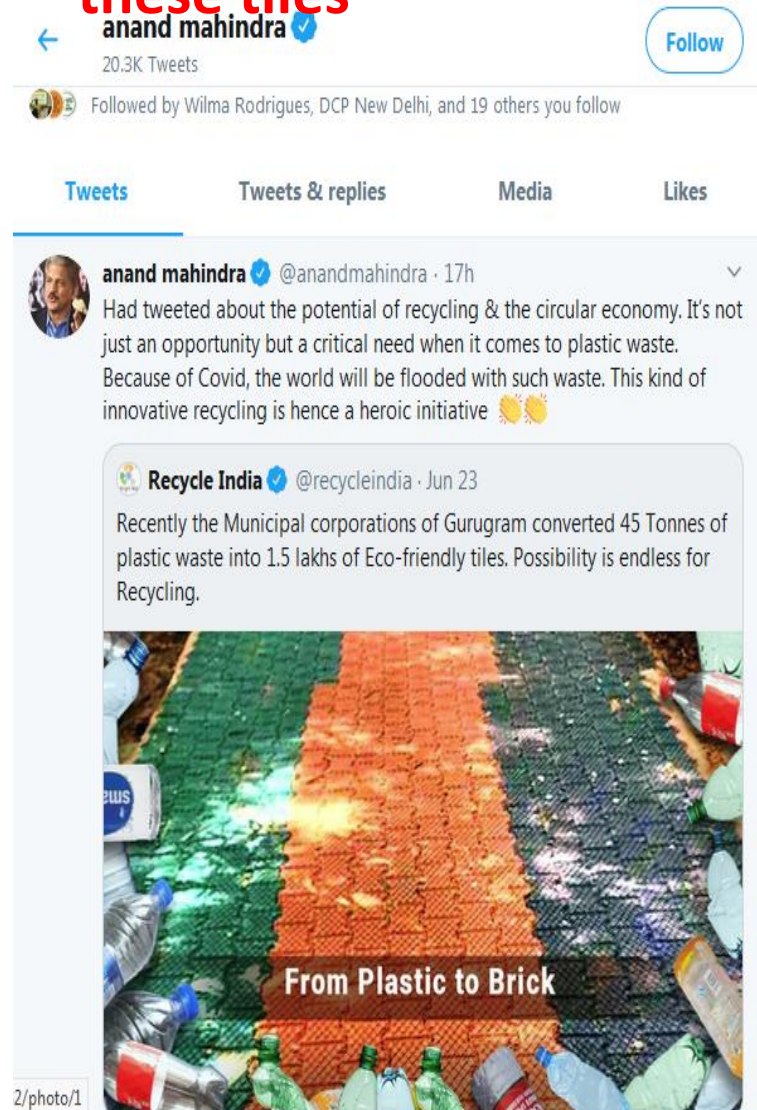 these tiles
anand mahindra
20.3K Tweets
Follow
Followed by Wilma Rodrigues, DCP New Delhi, and 19 others you follow
Tweets Tweets & replies Media Likes
anand mahindra @anandmahindra · 17h
Had tweeted about the potential of recycling & the circular economy. It's not
just an opportunity but a critical need when it comes to plastic waste.
Because of Covid, the world will be flooded with such waste. This kind of
innovative recycling is hence a heroic initiative 👏👏
Recycle India @recycleindia · Jun 23
Recently the Municipal corporations of Gurugram converted 45 Tonnes of
plastic waste into 1.5 lakhs of Eco-friendly tiles. Possibility is endless for
Recycling.
From Plastic to Brick
2/photo/1